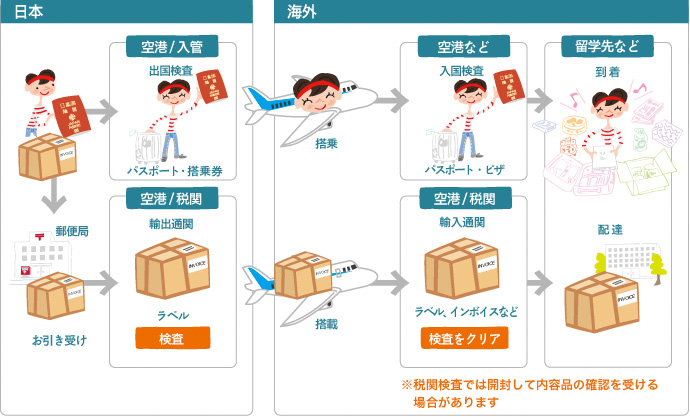 日本
海外
空港/入管
出国検査
パスポート・搭乗券
搭乗
空港など
入国検査
パスポート・ビザ
留学先など
到着
郵便局
INVOICE
お引き受け
空港/税関
輸出通関
INVOICE
ラベル
検査
INVOICE
搭載
空港/税関
輸入通関
INVOICE
ラベル、インボイスなど
検査をクリア
配達
INVOICE
※税関検査では開封して内容品の確認を受ける
場合があります